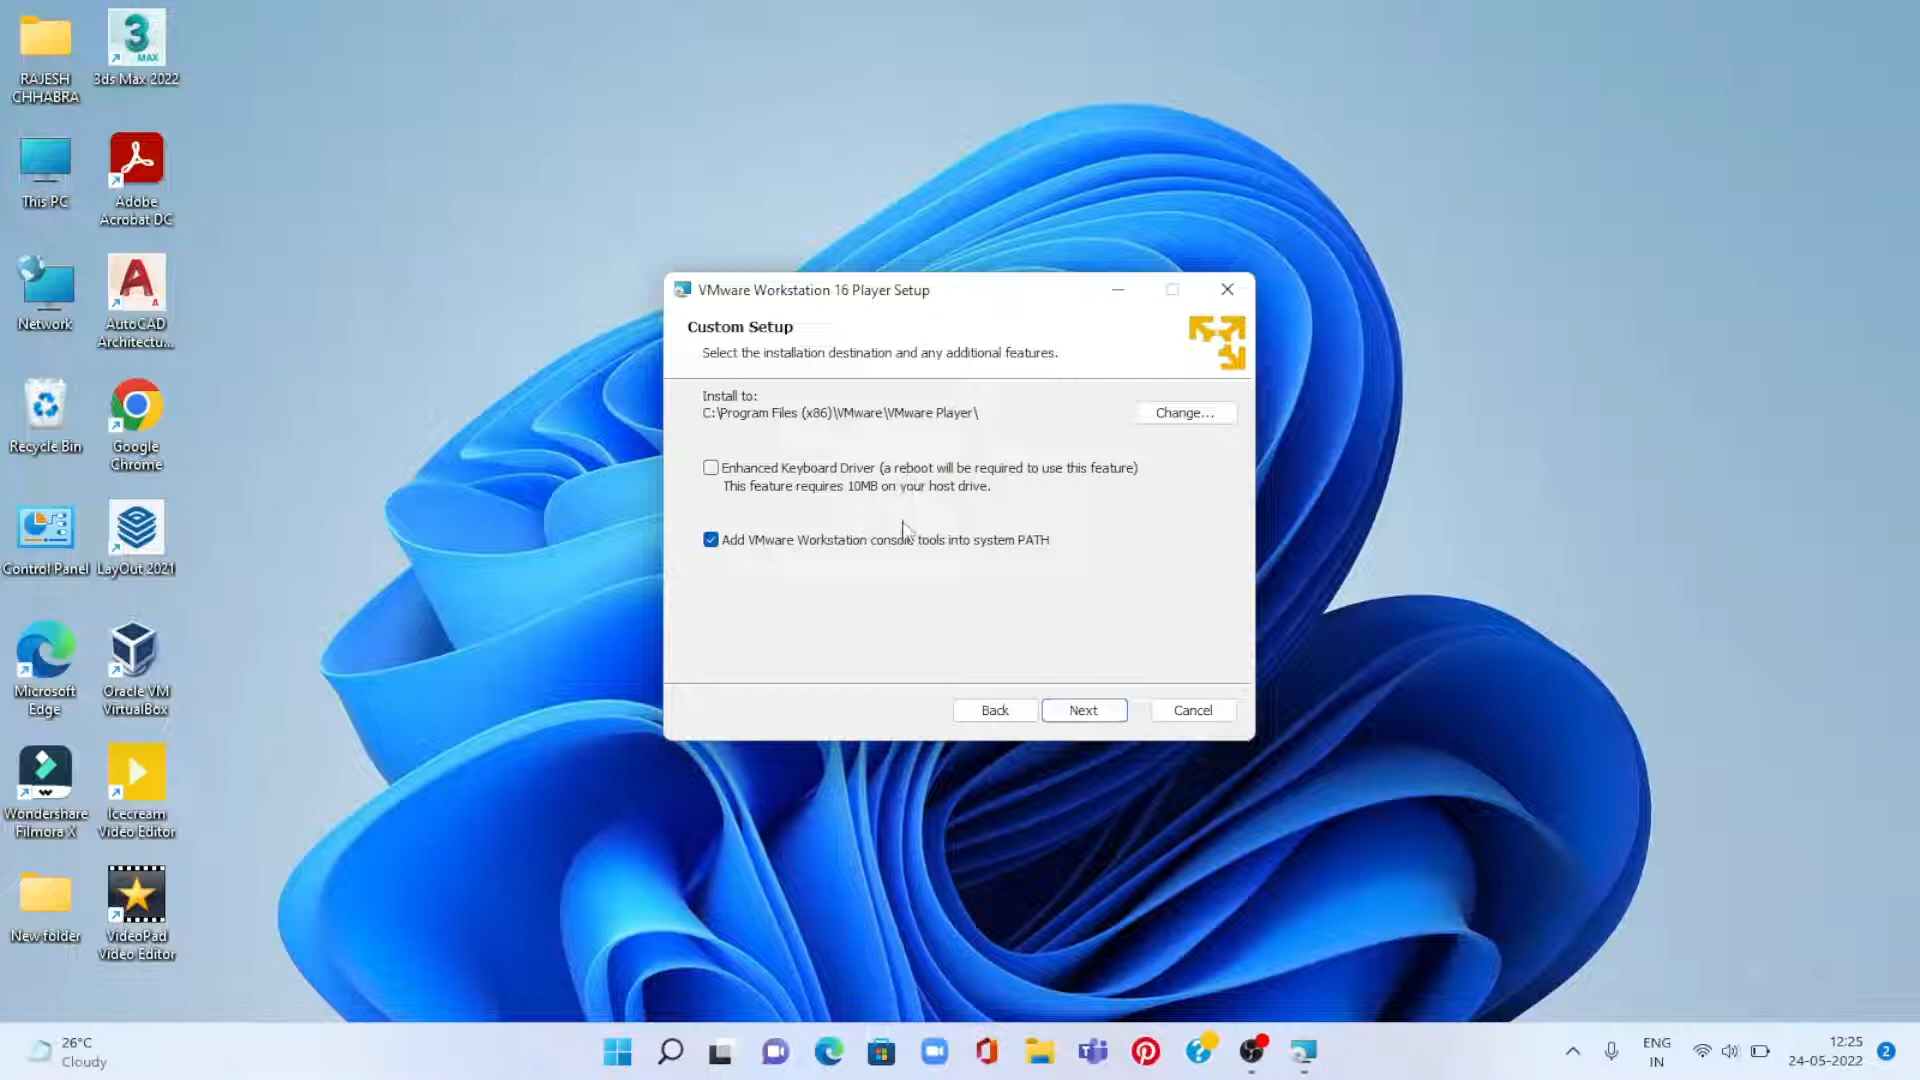 RAJESH
CHHABRA
3ds Max 2022
3
MAX
This PC
Adobe
Acrobat DC
Network
AutoCAD
Architectu...
A
Recycle Bin
Google
Chrome
Control Panel
LayOut 2021
Microsoft
Edge
Oracle VM
VirtualBox
Wondershare
Filmora X
Icecream
Video Editor
New folder
VideoPad
Video Editor
VMware Workstation 16 Player Setup
Custom Setup
Select the installation destination and any additional features.
Install to:
C:\Program Files (x86)\VMware\VMware Player\
Change...
Enhanced Keyboard Driver (a reboot will be required to use this feature)
This feature requires 10MB on your host drive.
Add VMware Workstation console tools into system PATH
Back
Next
Cancel
26°C
Cloudy
ENG
IN
12:25
24-05-2022
2